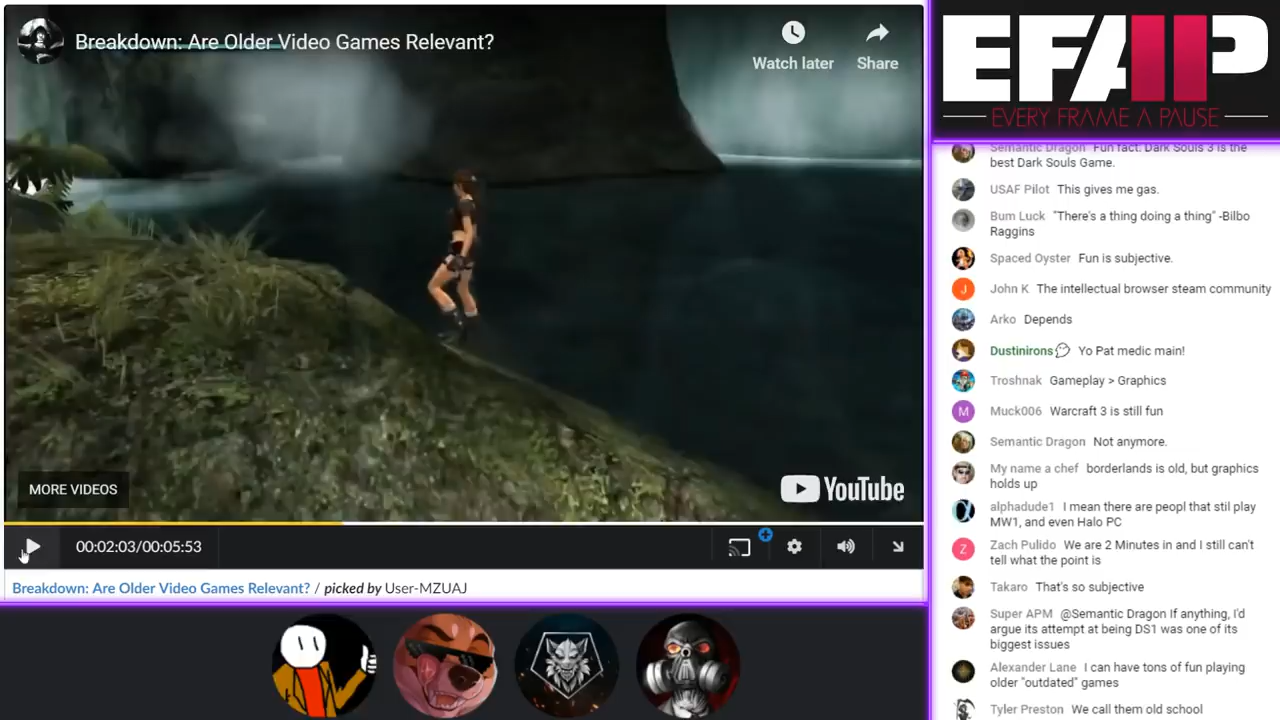 Breakdown: Are Older Video Games Relevant?
Watch later
Share
MORE VIDEOS
YouTube
00:02:03/00:05:53
Breakdown: Are Older Video Games Relevant? / picked by User-MZUAJ
EFAP
EVERY FRAME A PAUSE
Semantic Dragon Fun fact: Dark Souls 3 is the
best Dark Souls Game.
USAF Pilot This gives me gas.
Bum Luck "There's a thing doing a thing" -Bilbo
Raggins
Spaced Oyster Fun is subjective.
J
John K The intellectual browser steam community
Arko Depends
Dustinirons Yo Pat medic main!
Troshnak Gameplay > Graphics
M
Muck006 Warcraft 3 is still fun
Semantic Dragon Not anymore.
My name a chef borderlands is old, but graphics
holds up
alphadude1 I mean there are peopl that stil play
MW1, and even Halo PC
Z
Zach Pulido We are 2 Minutes in and I still can't
tell what the point is
Takaro That's so subjective
Super APM @Semantic Dragon If anything, I'd
argue its attempt at being DS1 was one of its
biggest issues
Alexander Lane I can have tons of fun playing
older "outdated" games
Tyler Preston We call them old school